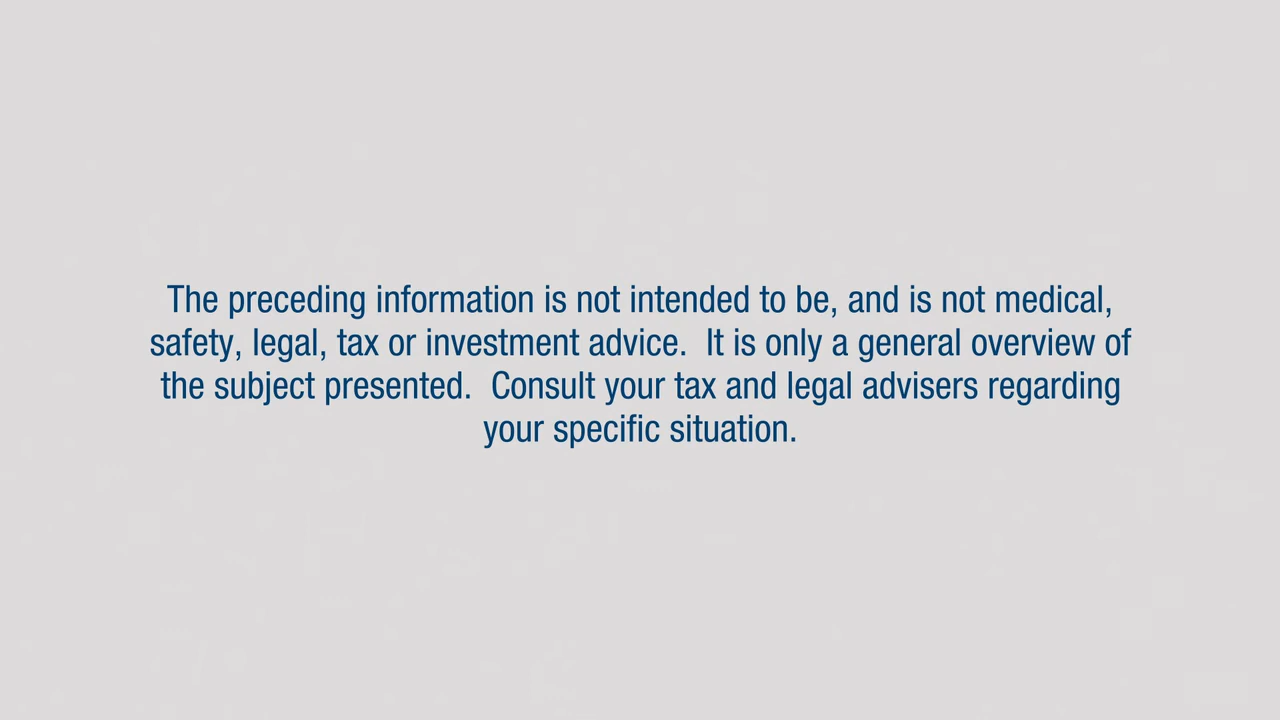 The preceding information is not intended to be, and is not medical,
safety, legal, tax or investment advice.  It is only a general overview of
the subject presented.  Consult your tax and legal advisers regarding
your specific situation.